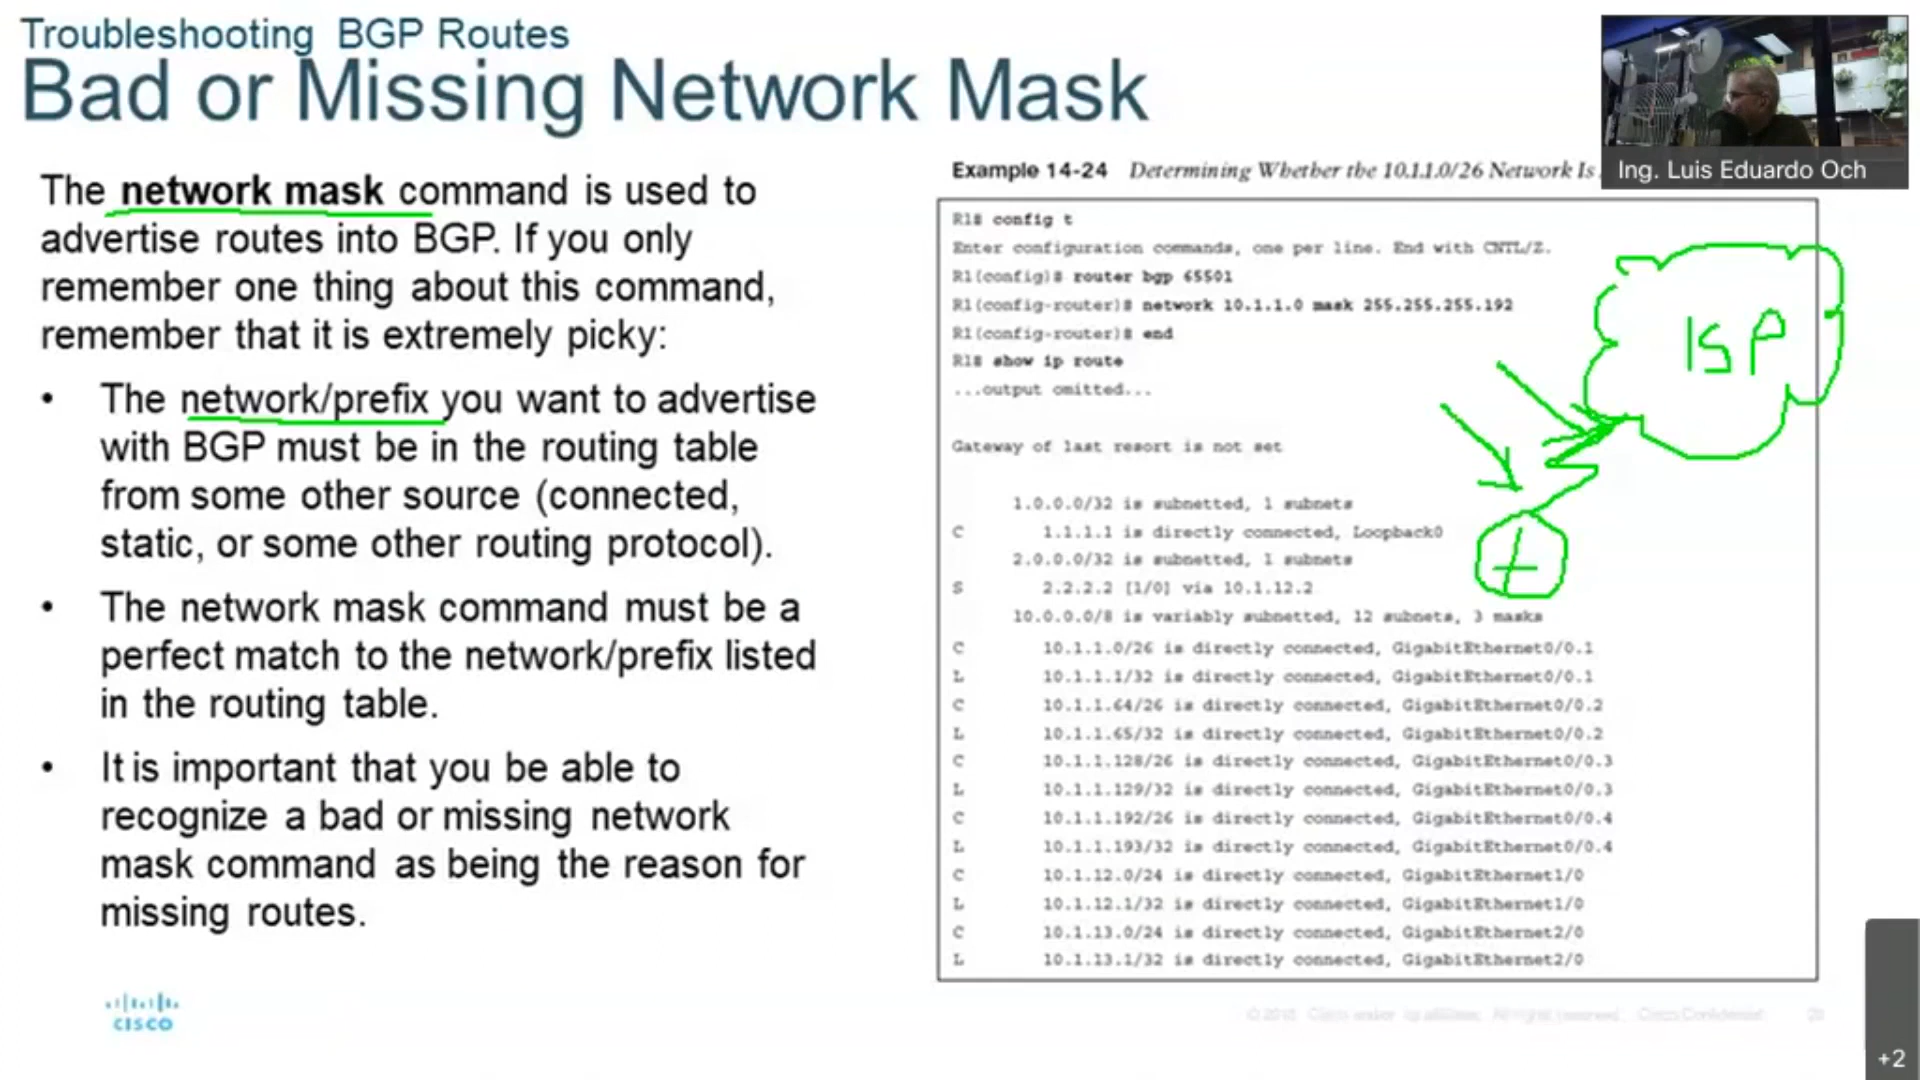 Troubleshooting BGP Routes
Bad or Missing Network Mask
The network mask command is used to
advertise routes into BGP. If you only
remember one thing about this command,
remember that it is extremely picky:
• The network/prefix you want to advertise
with BGP must be in the routing table
from some other source (connected,
static, or some other routing protocol).
• The network mask command must be a
perfect match to the network/prefix listed
in the routing table.
• It is important that you be able to
recognize a bad or missing network
mask command as being the reason for
missing routes.
CISCO
Example 14-24 Determining Whether the 10.1.1.0/26 Network Is
R1# config t
Enter configuration commands, one per line. End with CNTL/Z.
R1(config)# router bgp 65501
R1(config-router)# network 10.1.1.0 mask 255.255.255.192
R1(config-router)# end
R1# show ip route
...output omitted...
Gateway of last resort is not set
1.0.0.0/32 is subnetted, 1 subnets
C 1.1.1.1 is directly connected, Loopback0
2.0.0.0/32 is subnetted, 1 subnets
S 2.2.2.2 [1/0] via 10.1.12.2
10.0.0.0/8 is variably subnetted, 12 subnets, 3 masks
C 10.1.1.0/26 is directly connected, GigabitEthernet0/0.1
L 10.1.1.1/32 is directly connected, GigabitEthernet0/0.1
C 10.1.1.64/26 is directly connected, GigabitEthernet0/0.2
L 10.1.1.65/32 is directly connected, GigabitEthernet0/0.2
C 10.1.1.128/26 is directly connected, GigabitEthernet0/0.3
L 10.1.1.129/32 is directly connected, GigabitEthernet0/0.3
C 10.1.1.192/26 is directly connected, GigabitEthernet0/0.4
L 10.1.1.193/32 is directly connected, GigabitEthernet0/0.4
C 10.1.12.0/24 is directly connected, GigabitEthernet1/0
L 10.1.12.1/32 is directly connected, GigabitEthernet1/0
C 10.1.13.0/24 is directly connected, GigabitEthernet2/0
L 10.1.13.1/32 is directly connected, GigabitEthernet2/0
ISP
Ing. Luis Eduardo Och
All rights reserved. Cisco Confidential
+2